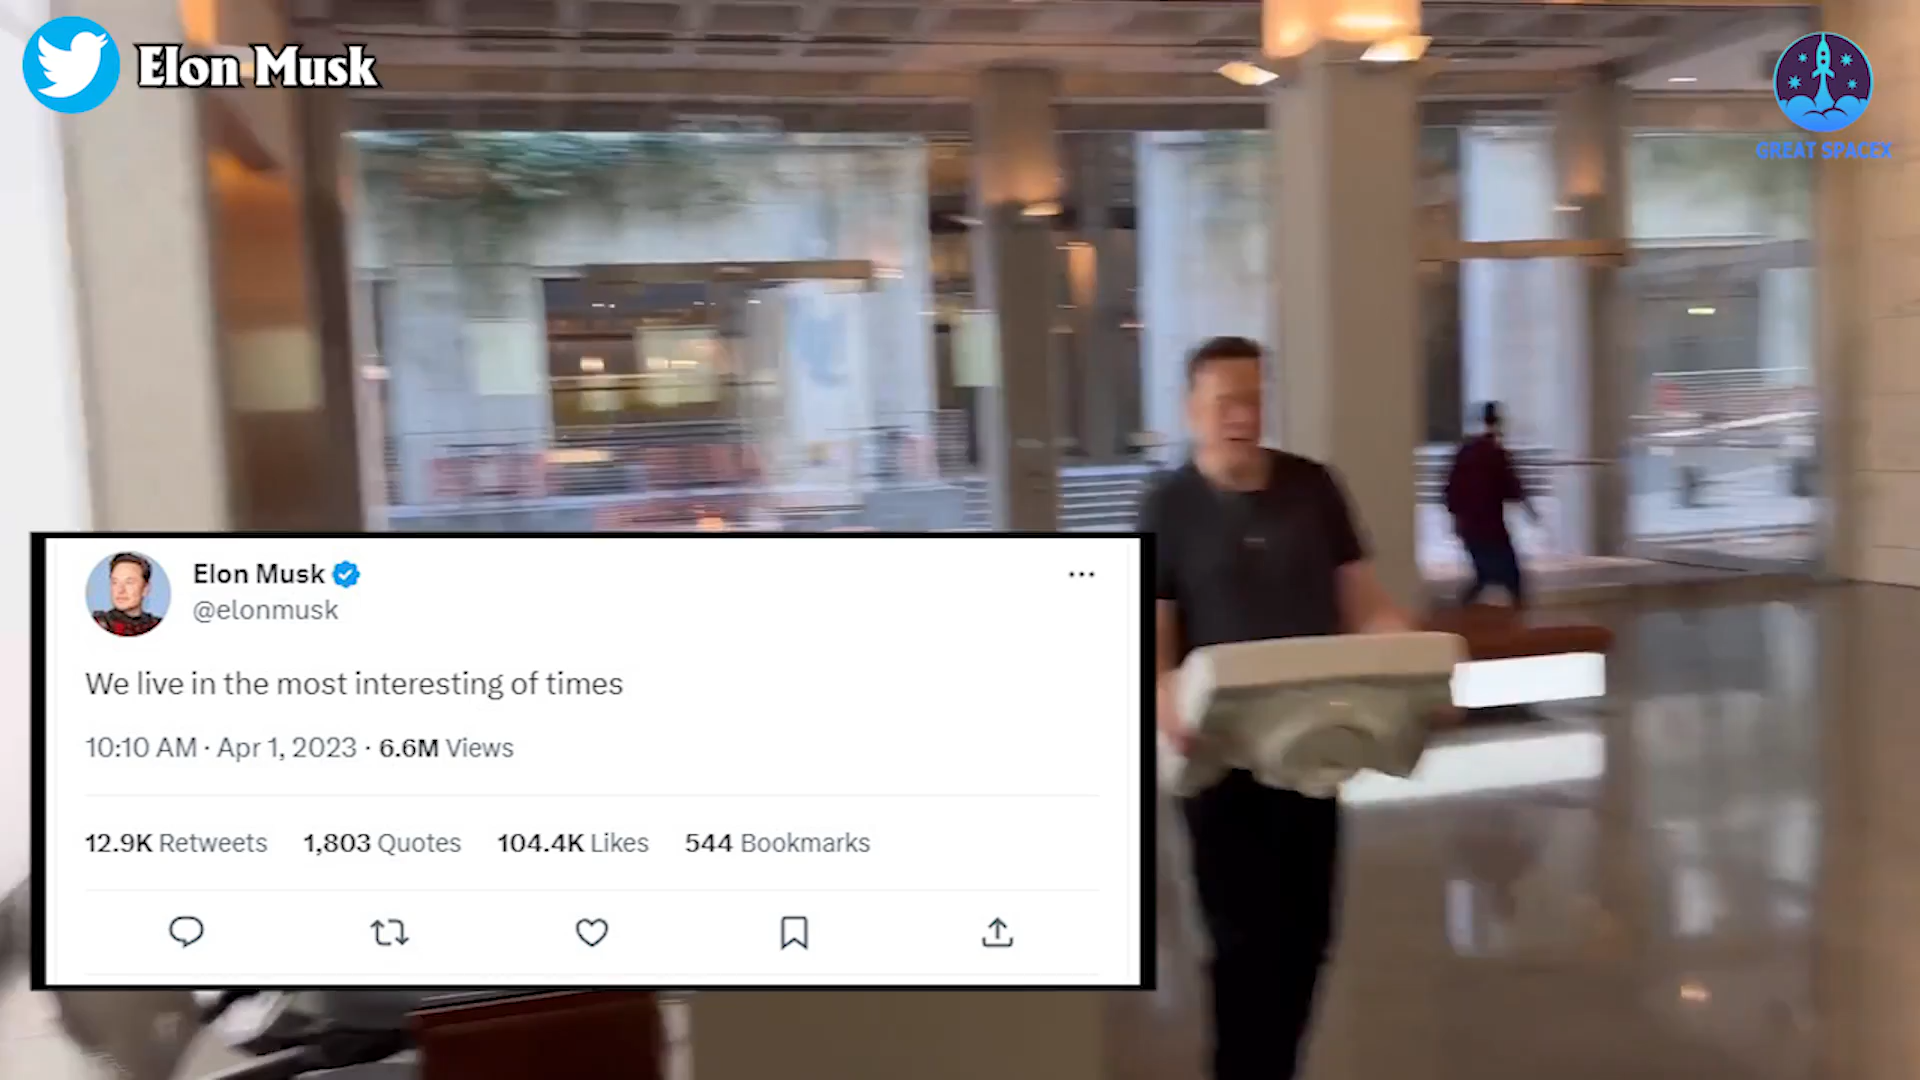 Elon Musk
GREAT SPACEX
Elon Musk
@elonmusk
We live in the most interesting of times
10:10 AM · Apr 1, 2023 · 6.6M Views
12.9K Retweets 1,803 Quotes 104.4K Likes 544 Bookmarks